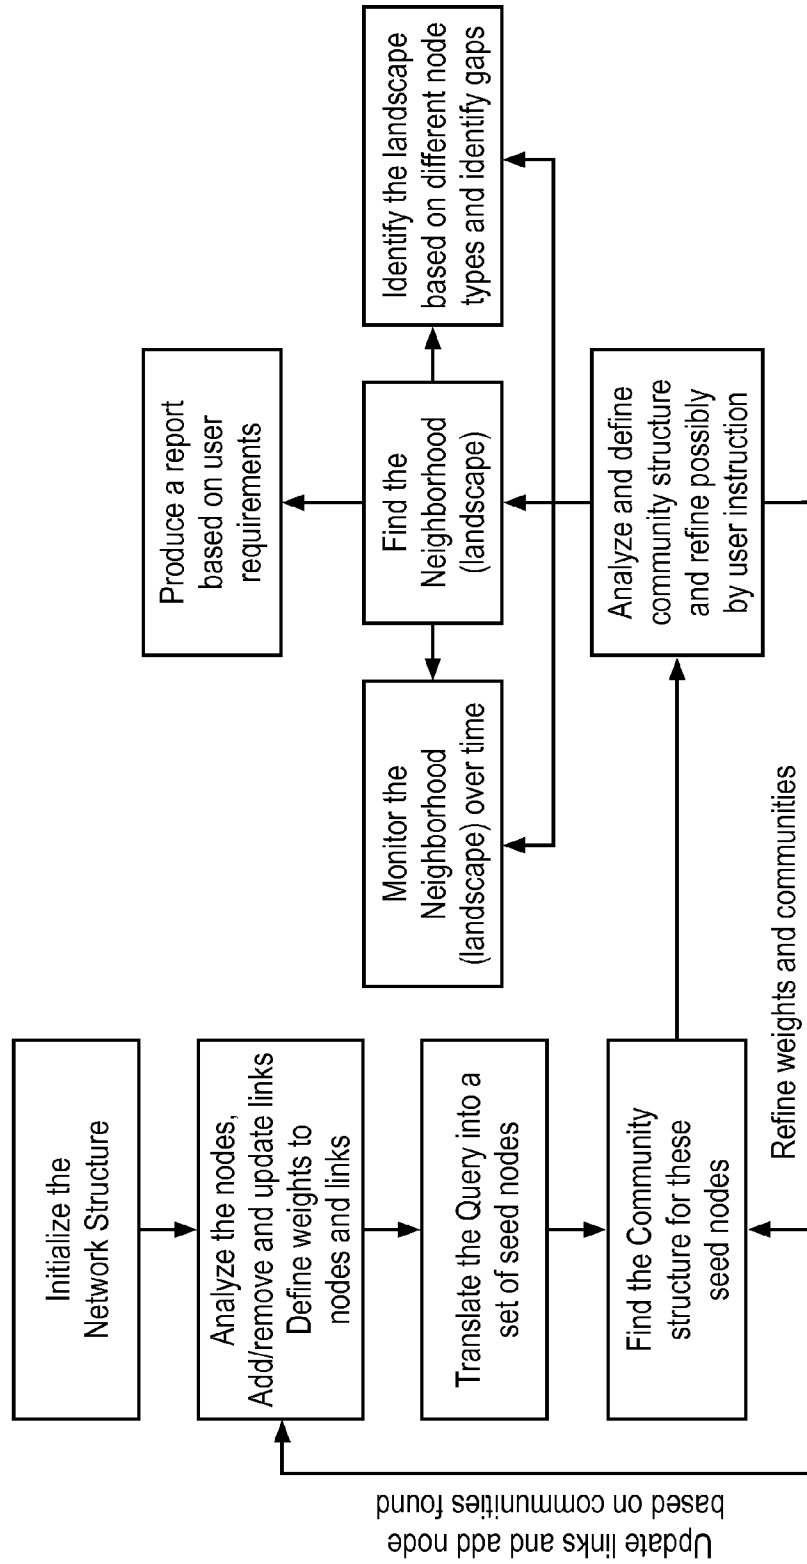 Initialize the
Network Structure
Analyze the nodes,
Add/remove and update links
Define weights to
nodes and links
Translate the Query into a
set of seed nodes
Find the Community
structure for these
seed nodes
Update links and add node
based on communities found
Refine weights and communities
Analyze and define
community structure
and refine possibly
by user instruction
Find the
Neighborhood
(landscape)
Monitor the
Neighborhood
(landscape) over time
Produce a report
based on user
requirements
Identify the landscape
based on different node
types and identify gaps